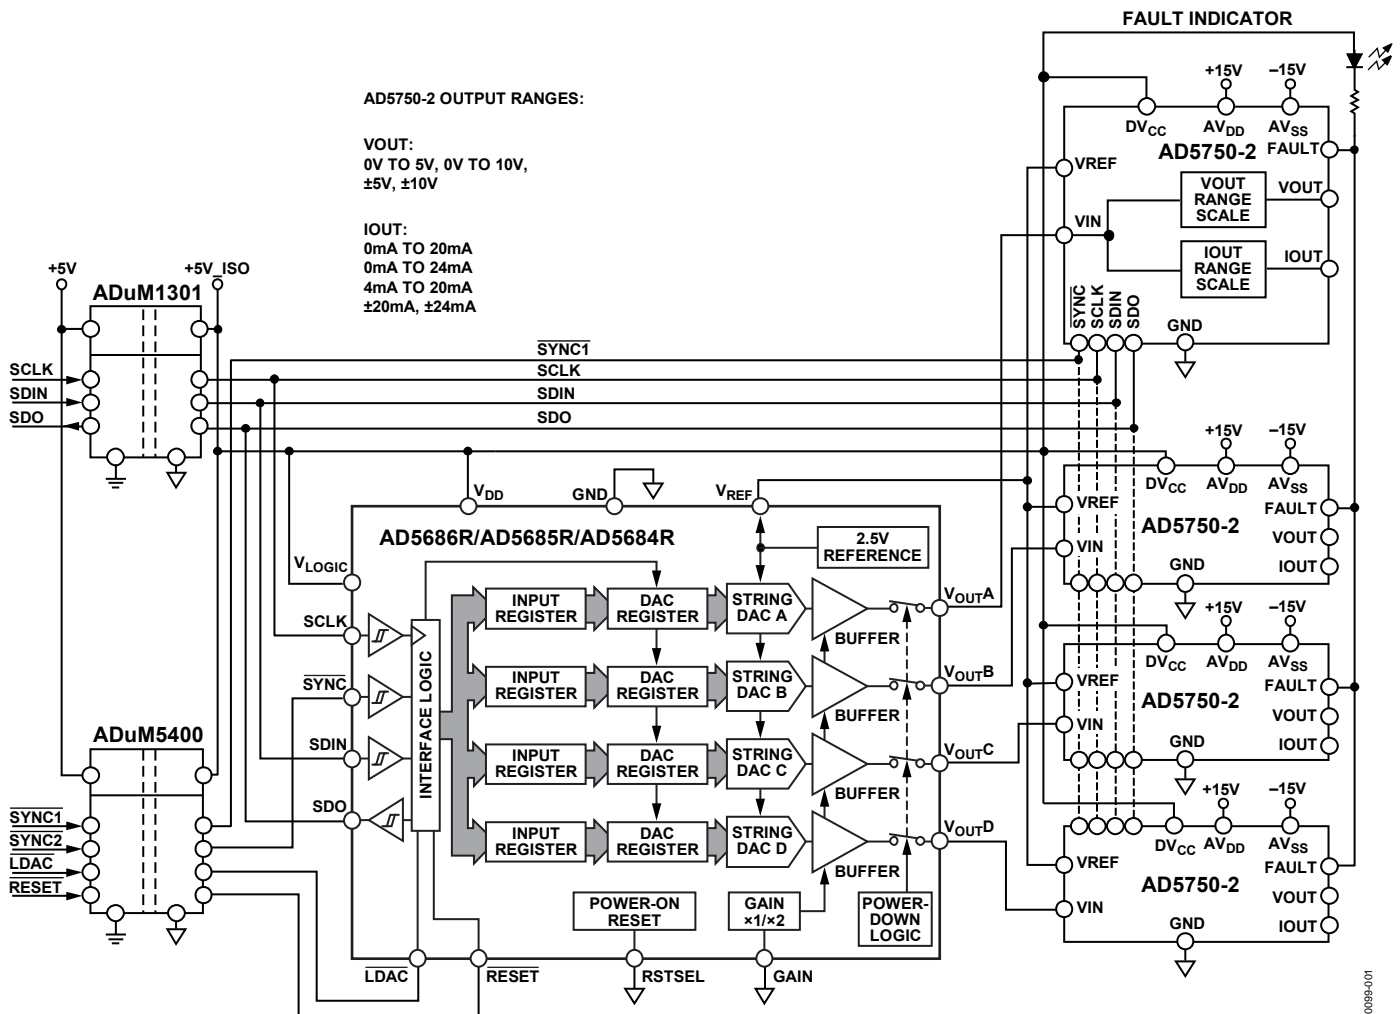 FAULT INDICATOR
AD5750-2 OUTPUT RANGES:
VOUT:
0V TO 5V, 0V TO 10V,
±5V, ±10V
IOUT:
0mA TO 20mA
0mA TO 24mA
4mA TO 20mA
±20mA, ±24mA
+15V
–15V
DVCC
AVDD
AVSS
AD5750-2
FAULT
VREF
VOUT
RANGE
SCALE
VOUT
VIN
IOUT
RANGE
SCALE
IOUT
SYNC
SCLK
SDIN
SDO
GND
+5V
+5V_ISO
ADuM1301
SCLK
SDIN
SDO
SYNC1
SCLK
SDIN
SDO
+15V
–15V
DVCC
AVDD
AVSS
VREF
AD5750-2
FAULT
VOUT
VIN
GND
IOUT
VDD
GND
VREF
AD5686R/AD5685R/AD5684R
2.5V
REFERENCE
VLOGIC
SCLK
SYNC
SDIN
SDO
INTERFACE LOGIC
INPUT
REGISTER
DAC
REGISTER
STRING
DAC A
BUFFER
VOUTA
INPUT
REGISTER
DAC
REGISTER
STRING
DAC B
BUFFER
VOUTB
INPUT
REGISTER
DAC
REGISTER
STRING
DAC C
BUFFER
VOUTC
INPUT
REGISTER
DAC
REGISTER
STRING
DAC D
BUFFER
VOUTD
+15V
–15V
DVCC
AVDD
AVSS
VREF
AD5750-2
FAULT
VIN
VOUT
GND
IOUT
ADuM5400
SYNC1
SYNC2
LDAC
RESET
POWER-ON
RESET
GAIN
×1/×2
POWER-
DOWN
LOGIC
LDAC
RESET
RSTSEL
GAIN
+15V
–15V
DVCC
AVDD
AVSS
VREF
AD5750-2
FAULT
VIN
VOUT
GND
IOUT
0099-001